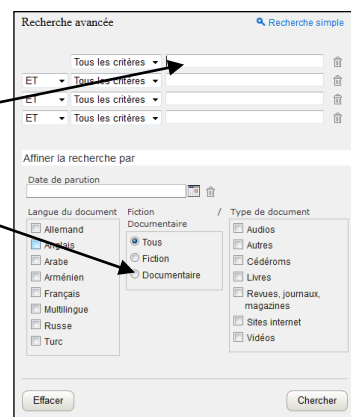 Recherche avancée
Recherche simple
Tous les critères
ET Tous les critères
ET Tous les critères
ET Tous les critères
Affiner la recherche par
Date de parution
Langue du document
Allemand
Anglais
Arabe
Arménien
Français
Multilingue
Russe
Turc
Fiction /
Documentaire
Tous
Fiction
Documentaire
Type de document
Audios
Autres
Cédéroms
Livres
Revues, journaux,
magazines
Sites internet
Vidéos
Effacer
Chercher